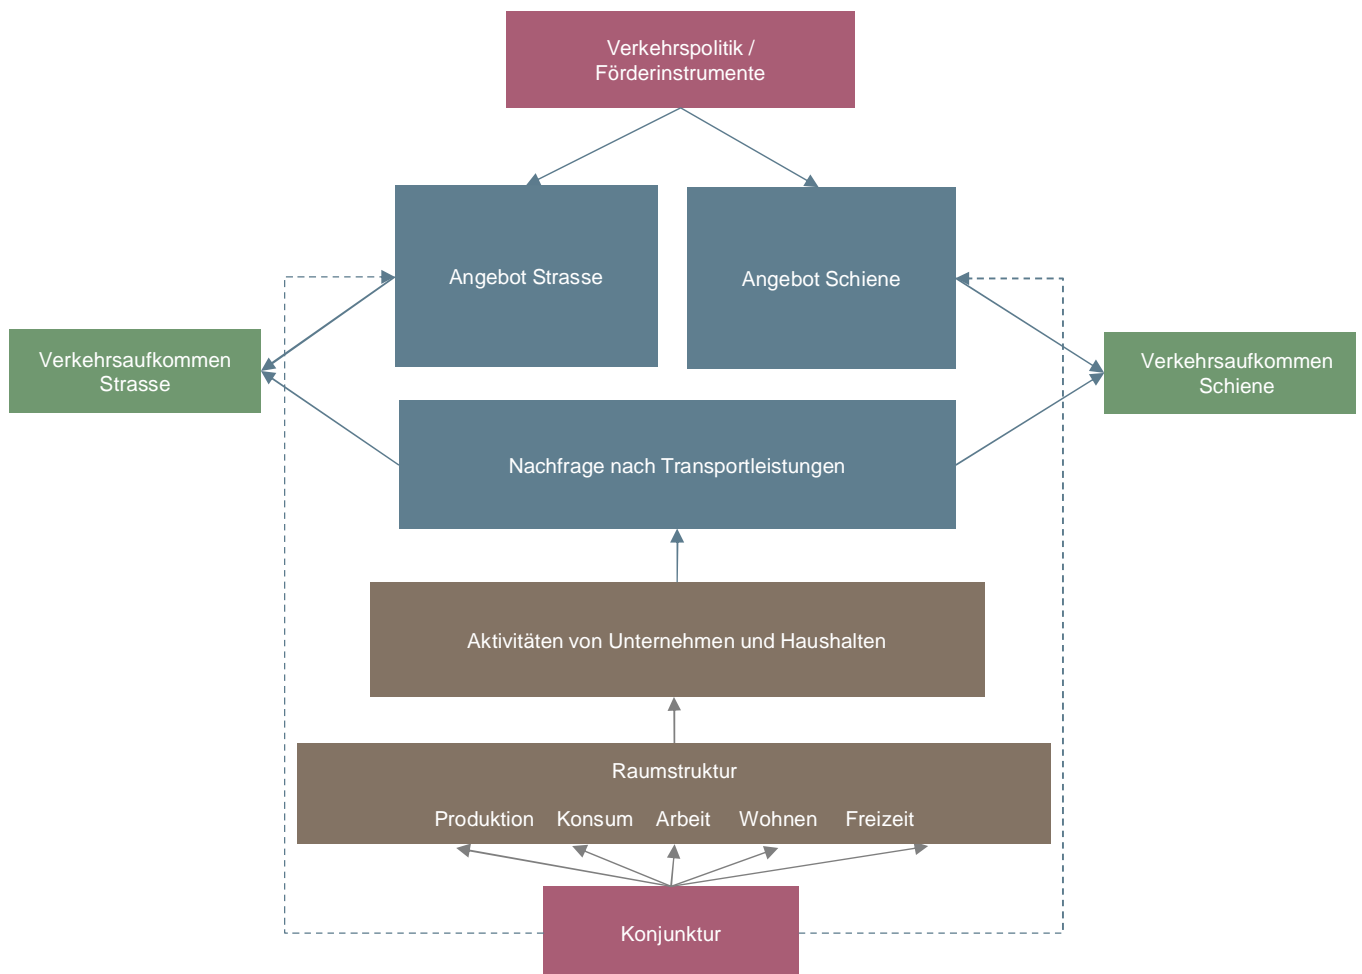 Verkehrspolitik /
Förderinstrumente
Angebot Strasse
Angebot Schiene
Verkehrsaufkommen
Strasse
Verkehrsaufkommen
Schiene
Nachfrage nach Transportleistungen
Aktivitäten von Unternehmen und Haushalten
Raumstruktur
Produktion Konsum Arbeit Wohnen Freizeit
Konjunktur